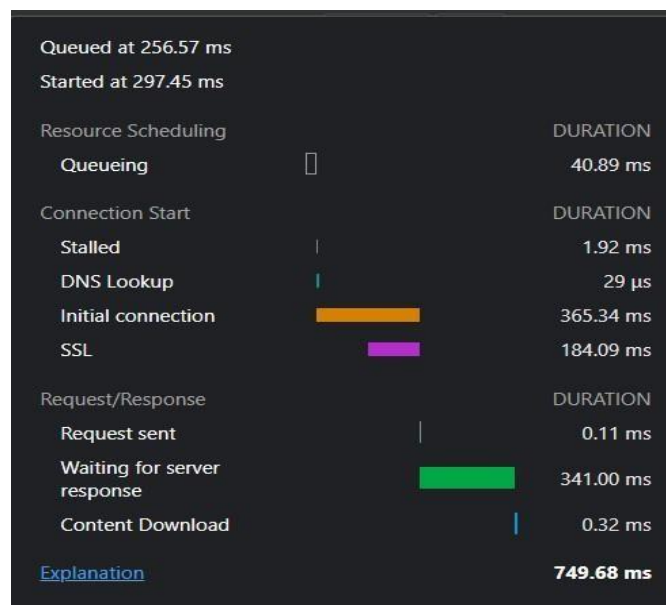 Queued at 256.57 ms
Started at 297.45 ms
Resource Scheduling DURATION
Queueing 40.89 ms
Connection Start DURATION
Stalled 1.92 ms
DNS Lookup 29 μs
Initial connection 365.34 ms
SSL 184.09 ms
Request/Response DURATION
Request sent 0.11 ms
Waiting for server
response 341.00 ms
Content Download 0.32 ms
Explanation 749.68 ms